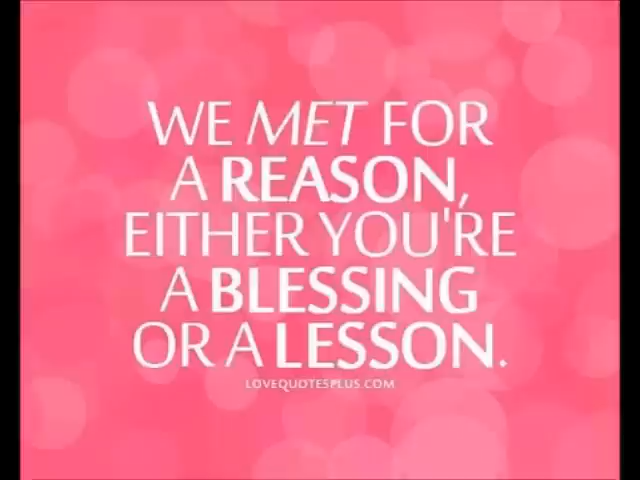 WE MET FOR
A REASON,
EITHER YOU'RE
A BLESSING
OR A LESSON.
LOVEQUOTESPLUS.COM